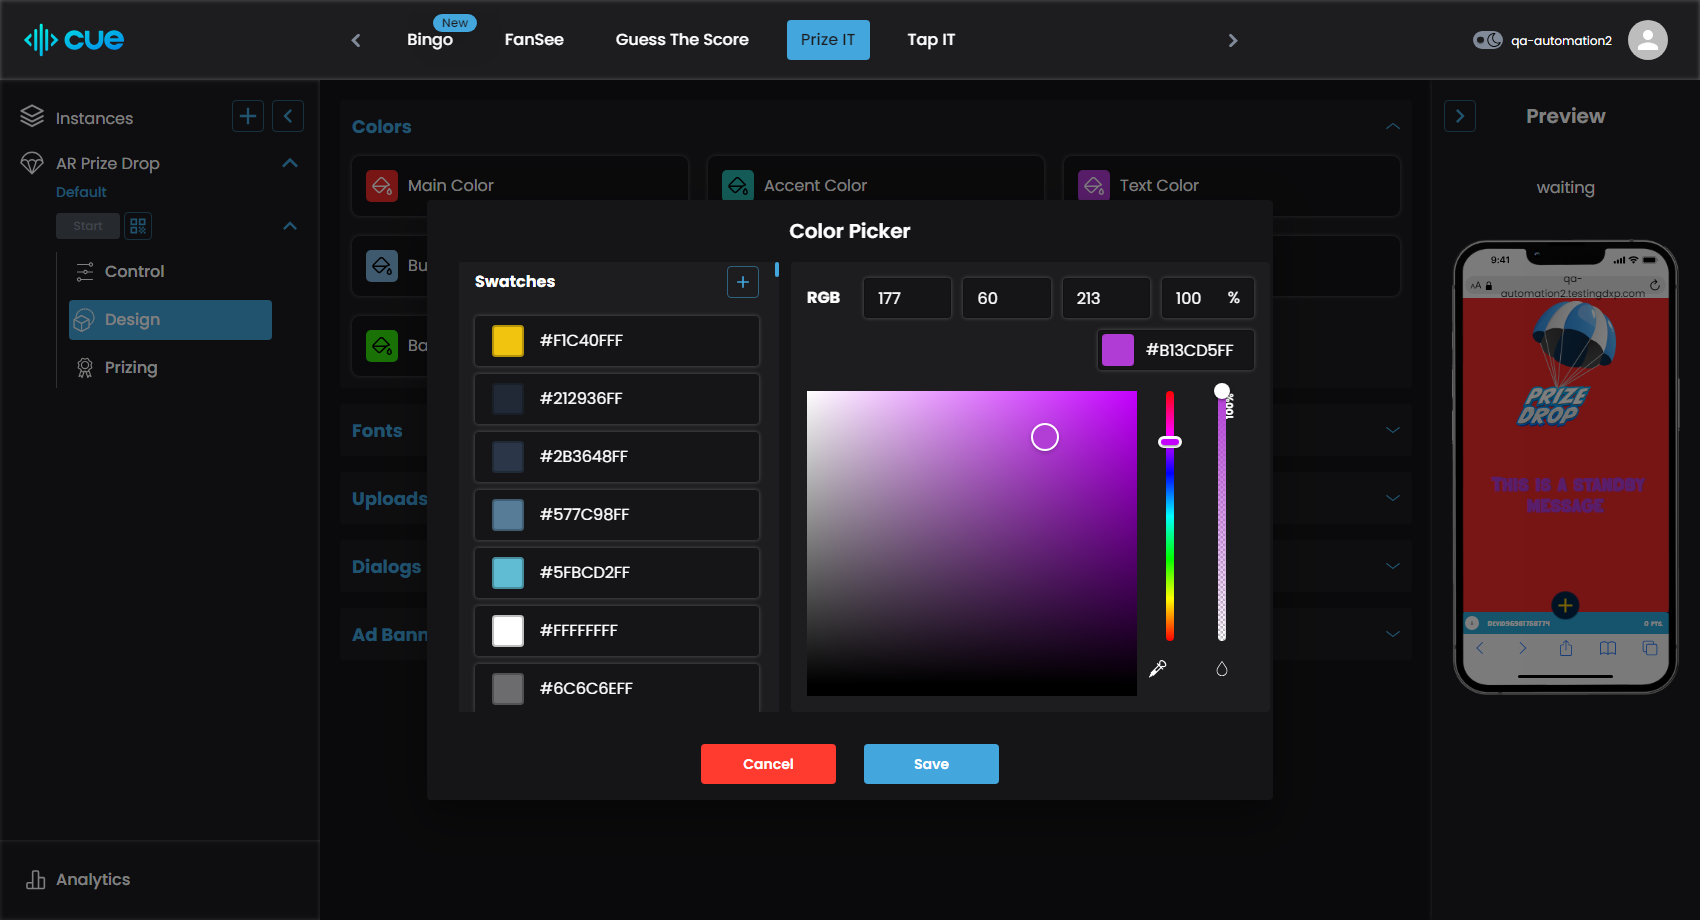 cue
New
Bingo
FanSee
Guess The Score
Prize IT
Tap IT
qa-automation2
Instances
AR Prize Drop
Default
Start
Control
Design
Prizing
Analytics
Colors
Main Color
Accent Color
Text Color
Bu
Ba
Fonts
Uploads
Dialogs
Ad Bann
Color Picker
Swatches
#F1C40FFF
#212936FF
#2B3648FF
#577C98FF
#5FBCD2FF
#FFFFFFFF
#6C6C6EFF
RGB
177
60
213
100 %
#B13CD5FF
100%
Cancel
Save
Preview
waiting
9:41
AA
qa-
automation2.testingdxp.com
PRIZE
DROP
THIS IS A STANDBY
MESSAGE
0 PTS.